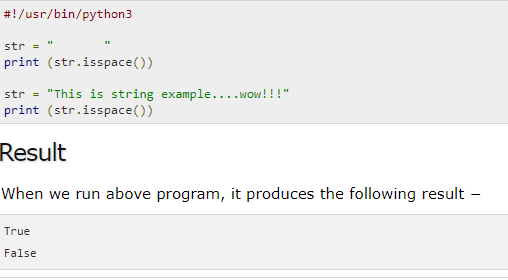 #!/usr/bin/python3
str = "       "
print (str.isspace())
str = "This is string example....wow!!!"
print (str.isspace())
Result
When we run above program, it produces the following result −
True
False